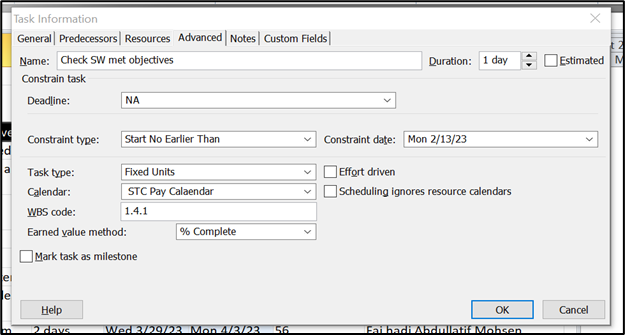 Task Information
General Predecessors Resources Advanced Notes Custom Fields
Name: Check SW met objectives Duration: 1 day Estimated
Constrain task
Deadline: NA
Constraint type: Start No Earlier Than Constraint date: Mon 2/13/23
Task type: Fixed Units Effort driven
Calendar: STC Pay Calaendar Scheduling ignores resource calendars
WBS code: 1.4.1
Earned value method: % Complete
Mark task as milestone
Help OK Cancel
2 days Wed 3/29/23 Mon 4/3/23 56 Fai hadi Abdullatif Mohsen